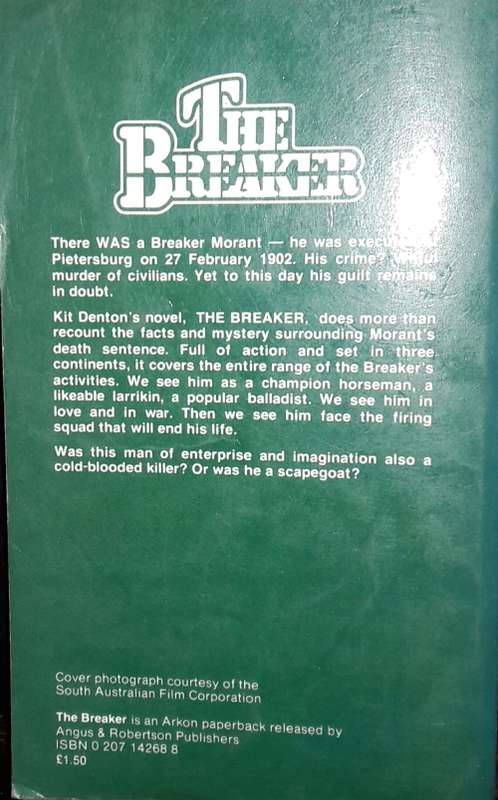 THE
BREAKER
There WAS a Breaker Morant — he was
Pietersburg on 27 February 1902. His crime?
murder of civilians. Yet to this day his guilt remains
in doubt.
Kit Denton's novel, THE BREAKER, does more than
recount the facts and mystery surrounding Morant's
death sentence. Full of action and set in three
continents, it covers the entire range of the Breaker's
activities. We see him as a champion horseman, a
likeable larrikin, a popular balladist. We see him in
love and in war. Then we see him face the firing
squad that will end his life.
Was this man of enterprise and imagination also a
cold-blooded killer? Or was he a scapegoat?
Cover photograph courtesy of the
South Australian Film Corporation
The Breaker is an Arkon paperback released by
Angus & Robertson Publishers
ISBN 0 207 14268 8
£1.50